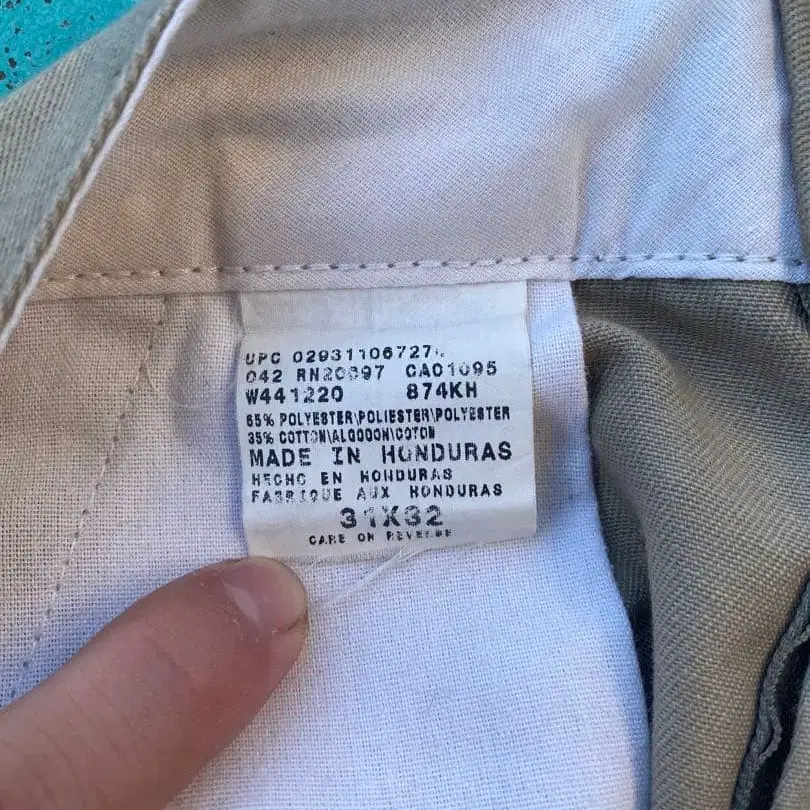 UPC 02931106727
042 RN20697 CA01095
W441220 874KH
65% POLYESTER\POLIESTER\POLYESTER
35% COTTON\ALGODON\COTON
MADE IN HONDURAS
HECHO EN HONDURAS
FABRIQUE AUX HONDURAS
31X32
CARE ON REVERSE